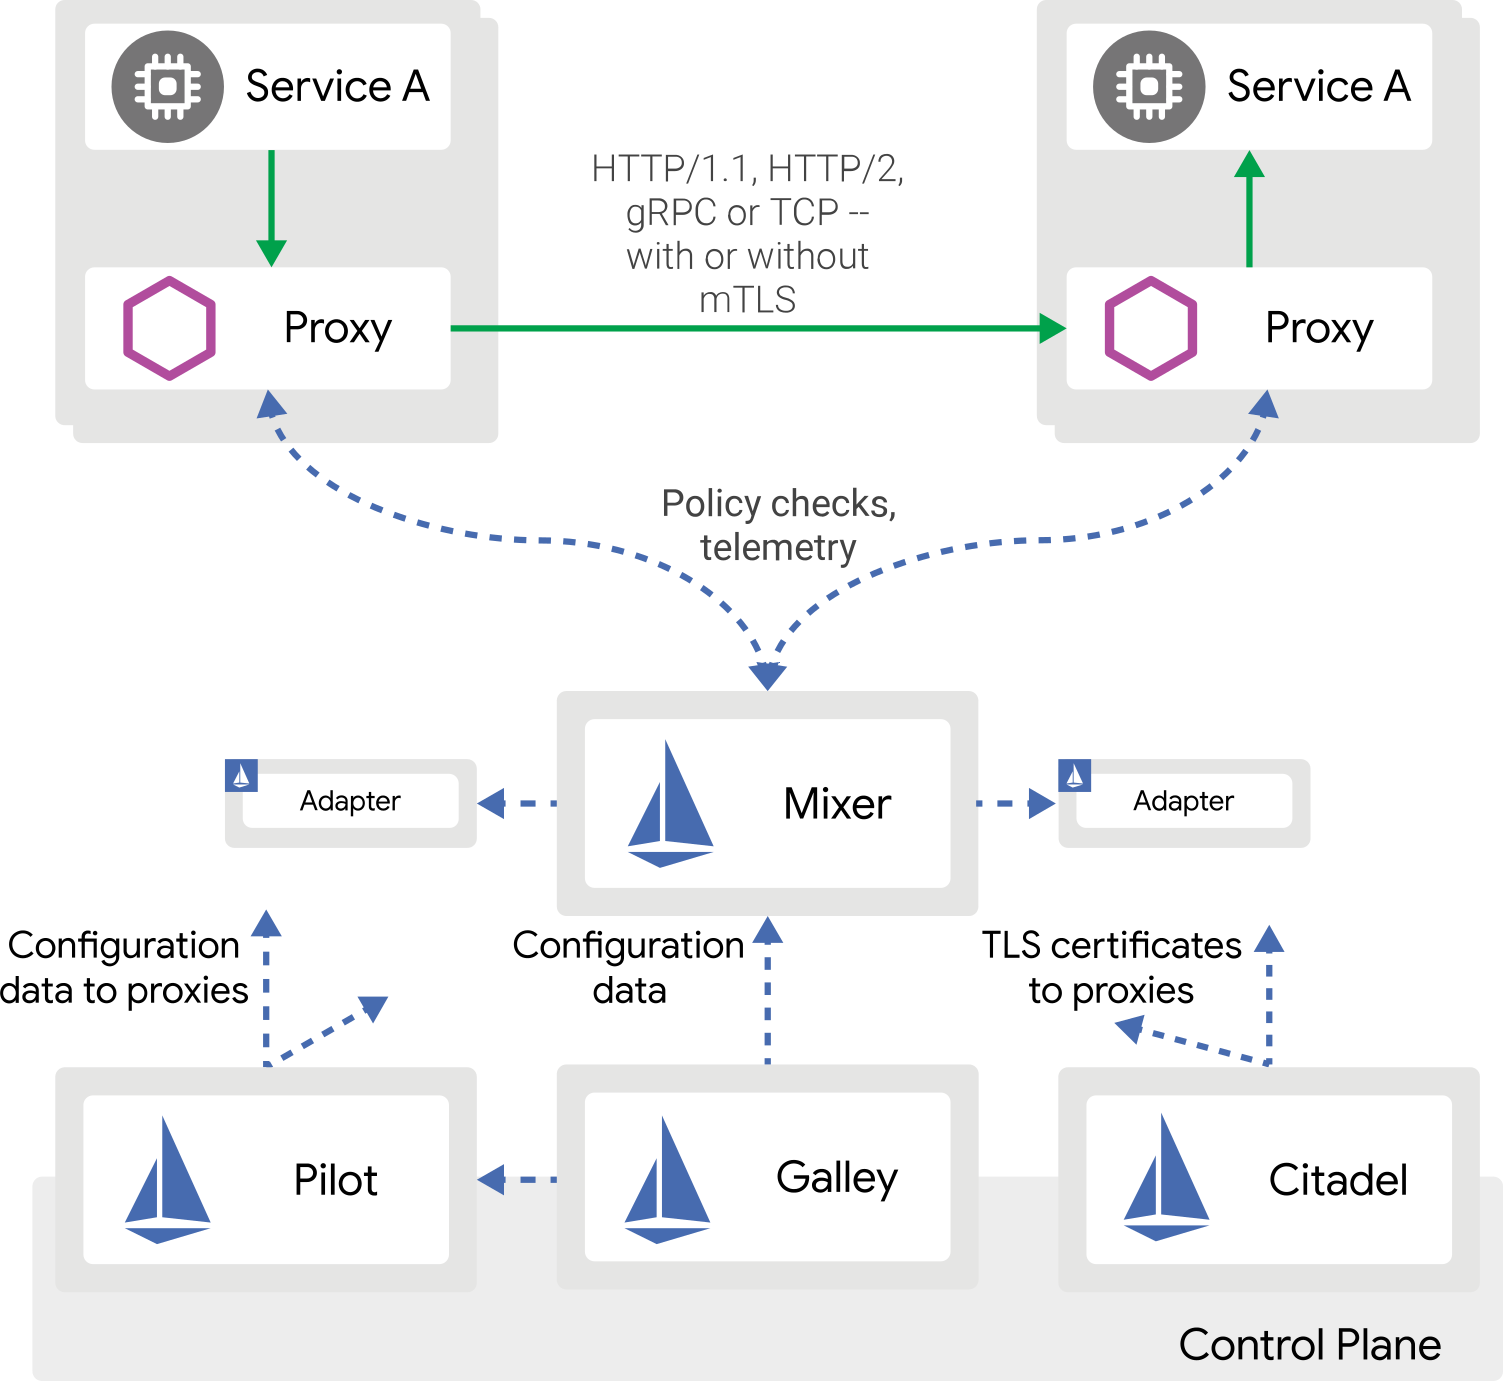 Service A
Service A
HTTP/1.1, HTTP/2,
gRPC or TCP --
with or without
mTLS
Proxy
Proxy
Policy checks,
telemetry
Adapter
Mixer
Adapter
Configuration
data to proxies
Configuration
data
TLS certificates
to proxies
Pilot
Galley
Citadel
Control Plane